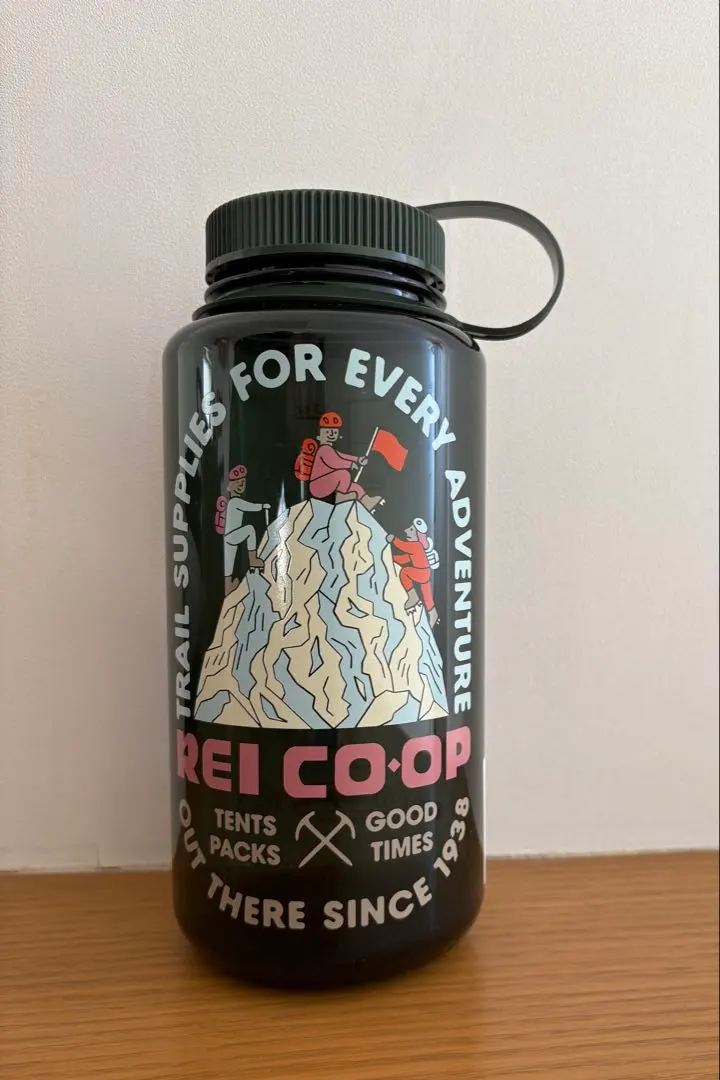 TRAIL SUPPLIES FOR EVERY ADVENTURE
REI CO·OP
TENTS
PACKS
GOOD
TIMES
OUT THERE SINCE 1938